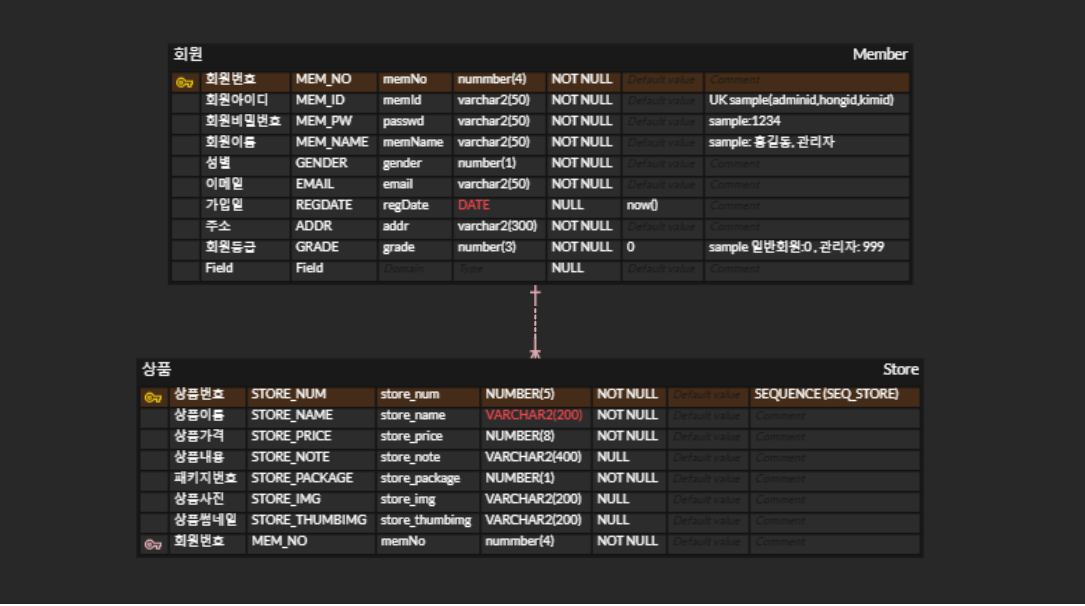 회원 Member
회원번호 MEM_NO memNo nummber(4) NOT NULL Default value Comment
회원아이디 MEM_ID memId varchar2(50) NOT NULL Default value UK sample(adminid,hongid,kimid)
회원비밀번호 MEM_PW passwd varchar2(50) NOT NULL Default value sample:1234
회원이름 MEM_NAME memName varchar2(50) NOT NULL Default value sample: 홍길동, 관리자
성별 GENDER gender number(1) NOT NULL Default value Comment
이메일 EMAIL email varchar2(50) NOT NULL Default value Comment
가입일 REGDATE regDate DATE NULL now() Comment
주소 ADDR addr varchar2(300) NOT NULL Default value Comment
회원등급 GRADE grade number(3) NOT NULL 0 sample 일반회원:0 , 관리자: 999
Field Field Domain Type NULL Default value Comment
상품 Store
상품번호 STORE_NUM store_num NUMBER(5) NOT NULL Default value SEQUENCE (SEQ_STORE)
상품이름 STORE_NAME store_name VARCHAR2(200) NOT NULL Default value Comment
상품가격 STORE_PRICE store_price NUMBER(8) NOT NULL Default value Comment
상품내용 STORE_NOTE store_note VARCHAR2(400) NULL Default value Comment
패키지번호 STORE_PACKAGE store_package NUMBER(1) NOT NULL Default value Comment
상품사진 STORE_IMG store_img VARCHAR2(200) NULL Default value Comment
상품썸네일 STORE_THUMBIMG store_thumbimg VARCHAR2(200) NULL Default value Comment
회원번호 MEM_NO memNo nummber(4) NOT NULL Default value Comment